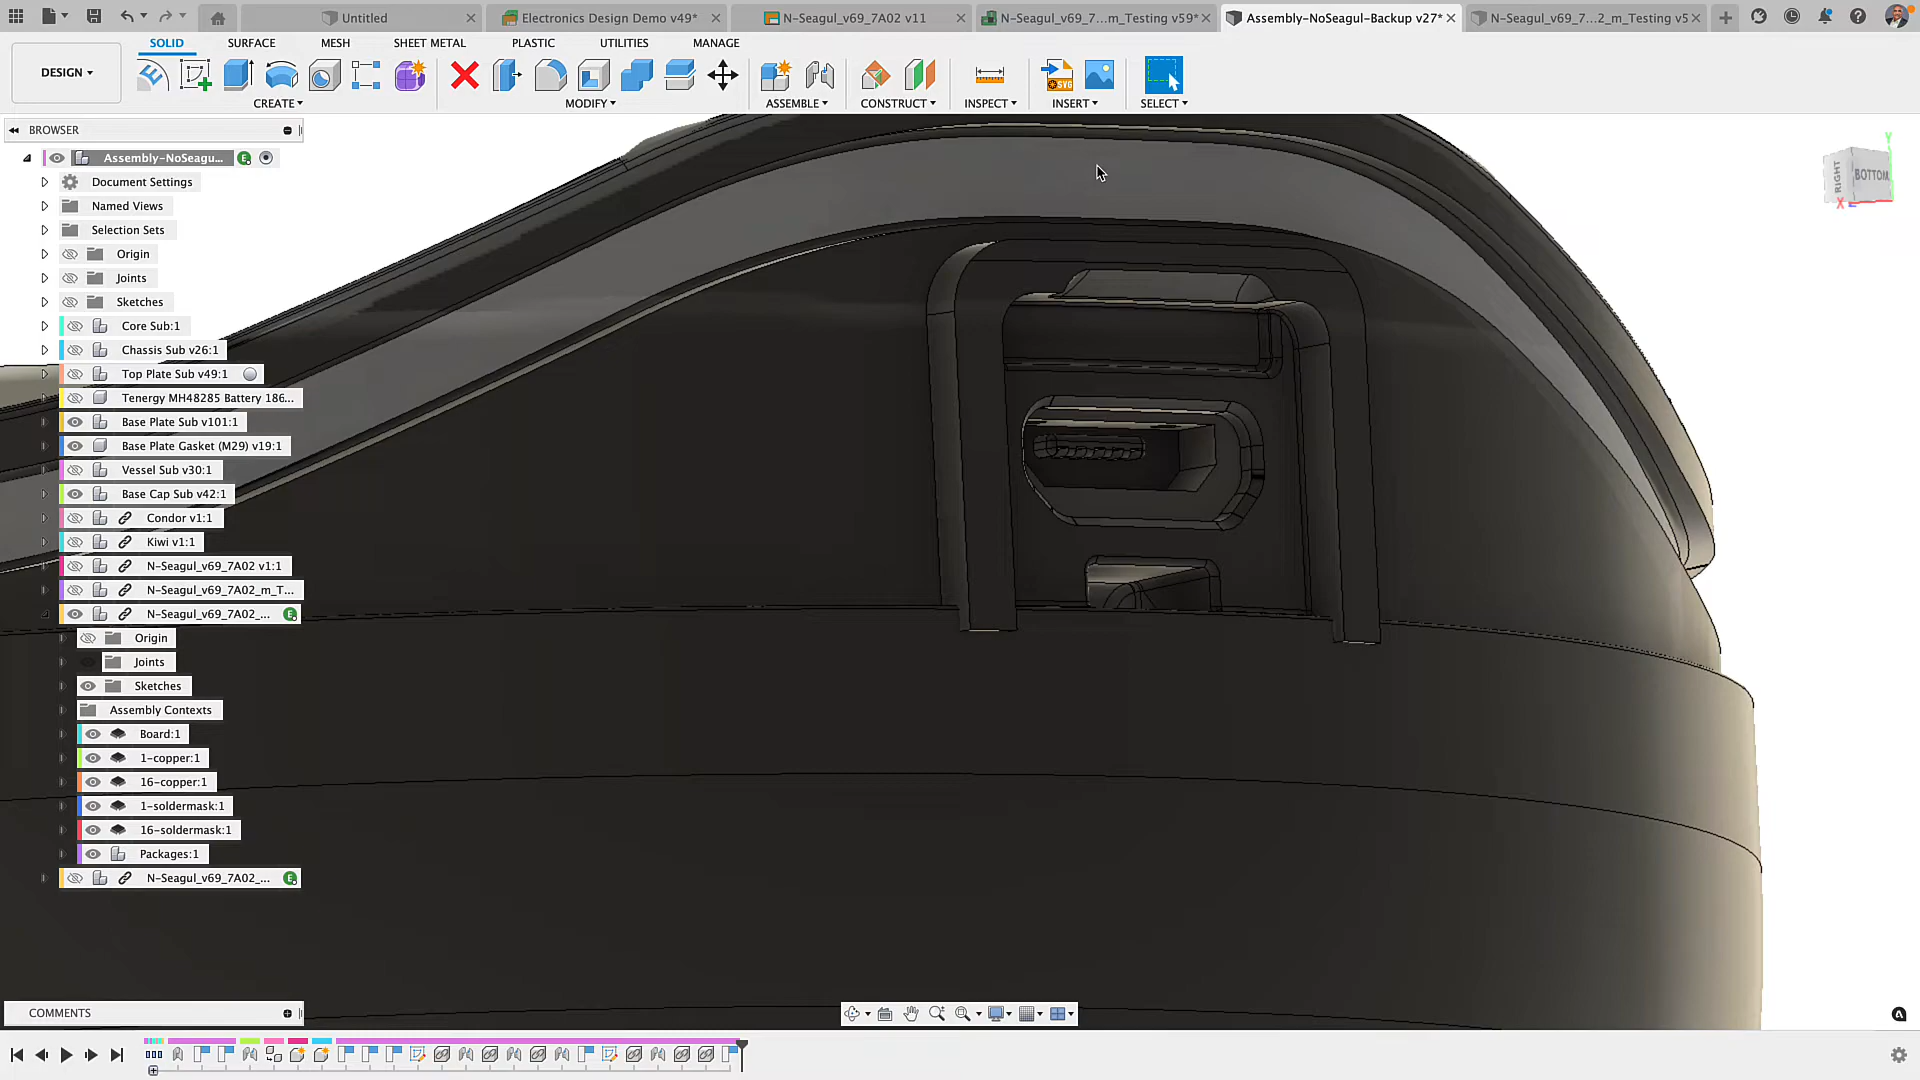 Untitled
Electronics Design Demo v49*
N-Seagul_v69_7A02 v11
N-Seagul_v69_7...m_Testing v59*
Assembly-NoSeagul-Backup v27*
N-Seagul_v69_7...2_m_Testing v5
SOLID
SURFACE
MESH
SHEET METAL
PLASTIC
UTILITIES
MANAGE
DESIGN
CREATE
MODIFY
ASSEMBLE
CONSTRUCT
INSPECT
INSERT
SELECT
SVG
BROWSER
Assembly-NoSeagu...
Document Settings
Named Views
Selection Sets
Origin
Joints
Sketches
Core Sub:1
Chassis Sub v26:1
Top Plate Sub v49:1
Tenergy MH48285 Battery 186...
Base Plate Sub v101:1
Base Plate Gasket (M29) v19:1
Vessel Sub v30:1
Base Cap Sub v42:1
Condor v1:1
Kiwi v1:1
N-Seagul_v69_7A02 v1:1
N-Seagul_v69_7A02_m_T...
N-Seagul_v69_7A02_...
Origin
Joints
Sketches
Assembly Contexts
Board:1
1-copper:1
16-copper:1
1-soldermask:1
16-soldermask:1
Packages:1
N-Seagul_v69_7A02_...
RIGHT
BOTTOM
Y
X
Z
COMMENTS